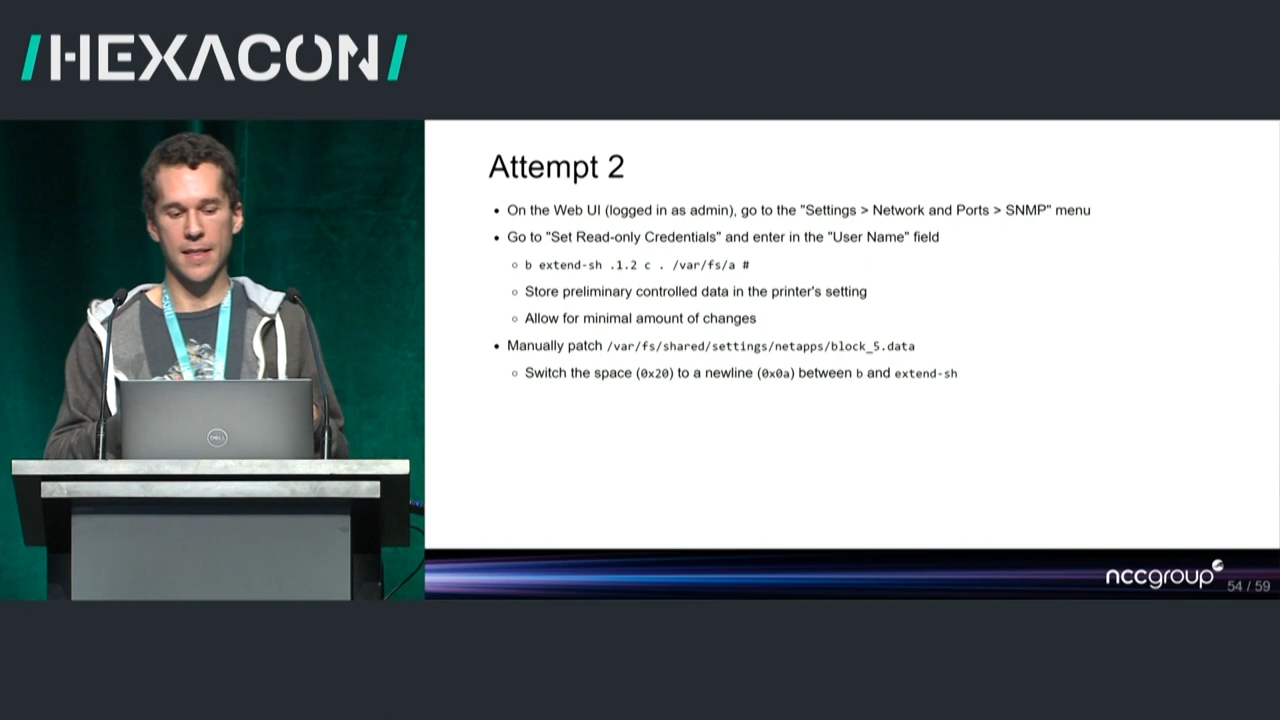 /HEXACON/
Attempt 2
• On the Web UI (logged in as admin), go to the "Settings > Network and Ports > SNMP" menu
• Go to "Set Read-only Credentials" and enter in the "User Name" field
○ b extend-sh .1.2 c . /var/fs/a #
○ Store preliminary controlled data in the printer's setting
○ Allow for minimal amount of changes
• Manually patch /var/fs/shared/settings/netapps/block_5.data
○ Switch the space (0x20) to a newline (0x0a) between b and extend-sh
DELL
nccgroup
54 / 59